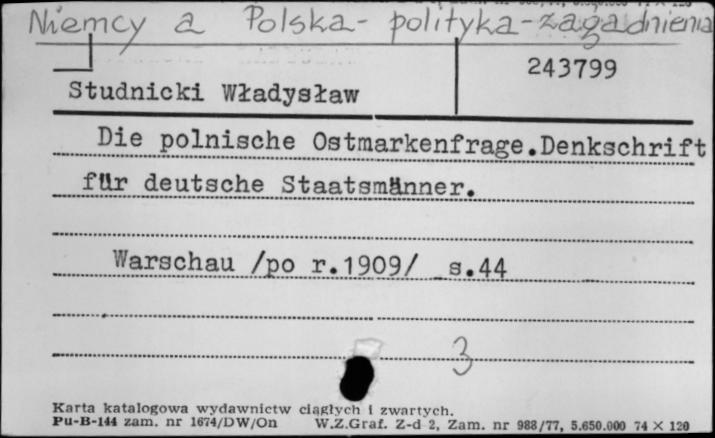 Niemcy a Polska - polityka - zagadnienia
243799
Studnicki Władysław
Die polnische Ostmarkenfrage.Denkschrift
für deutsche Staatsmänner.
Warschau /po r.1909/ s.44
3
Karta katalogowa wydawnictw ciągłych i zwartych.
Pu-B-144 zam. nr 1674/DW/On W.Z.Graf. Z-d 2, Zam. nr 988/77, 5.650.000 74 × 120